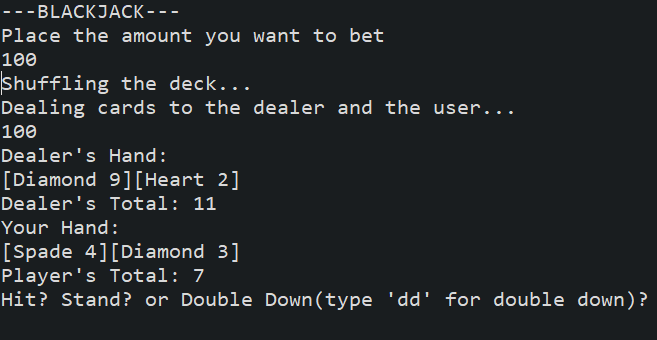 ---BLACKJACK---
Place the amount you want to bet
100
Shuffling the deck...
Dealing cards to the dealer and the user...
100
Dealer's Hand:
[Diamond 9][Heart 2]
Dealer's Total: 11
Your Hand:
[Spade 4][Diamond 3]
Player's Total: 7
Hit? Stand? or Double Down(type 'dd' for double down)?